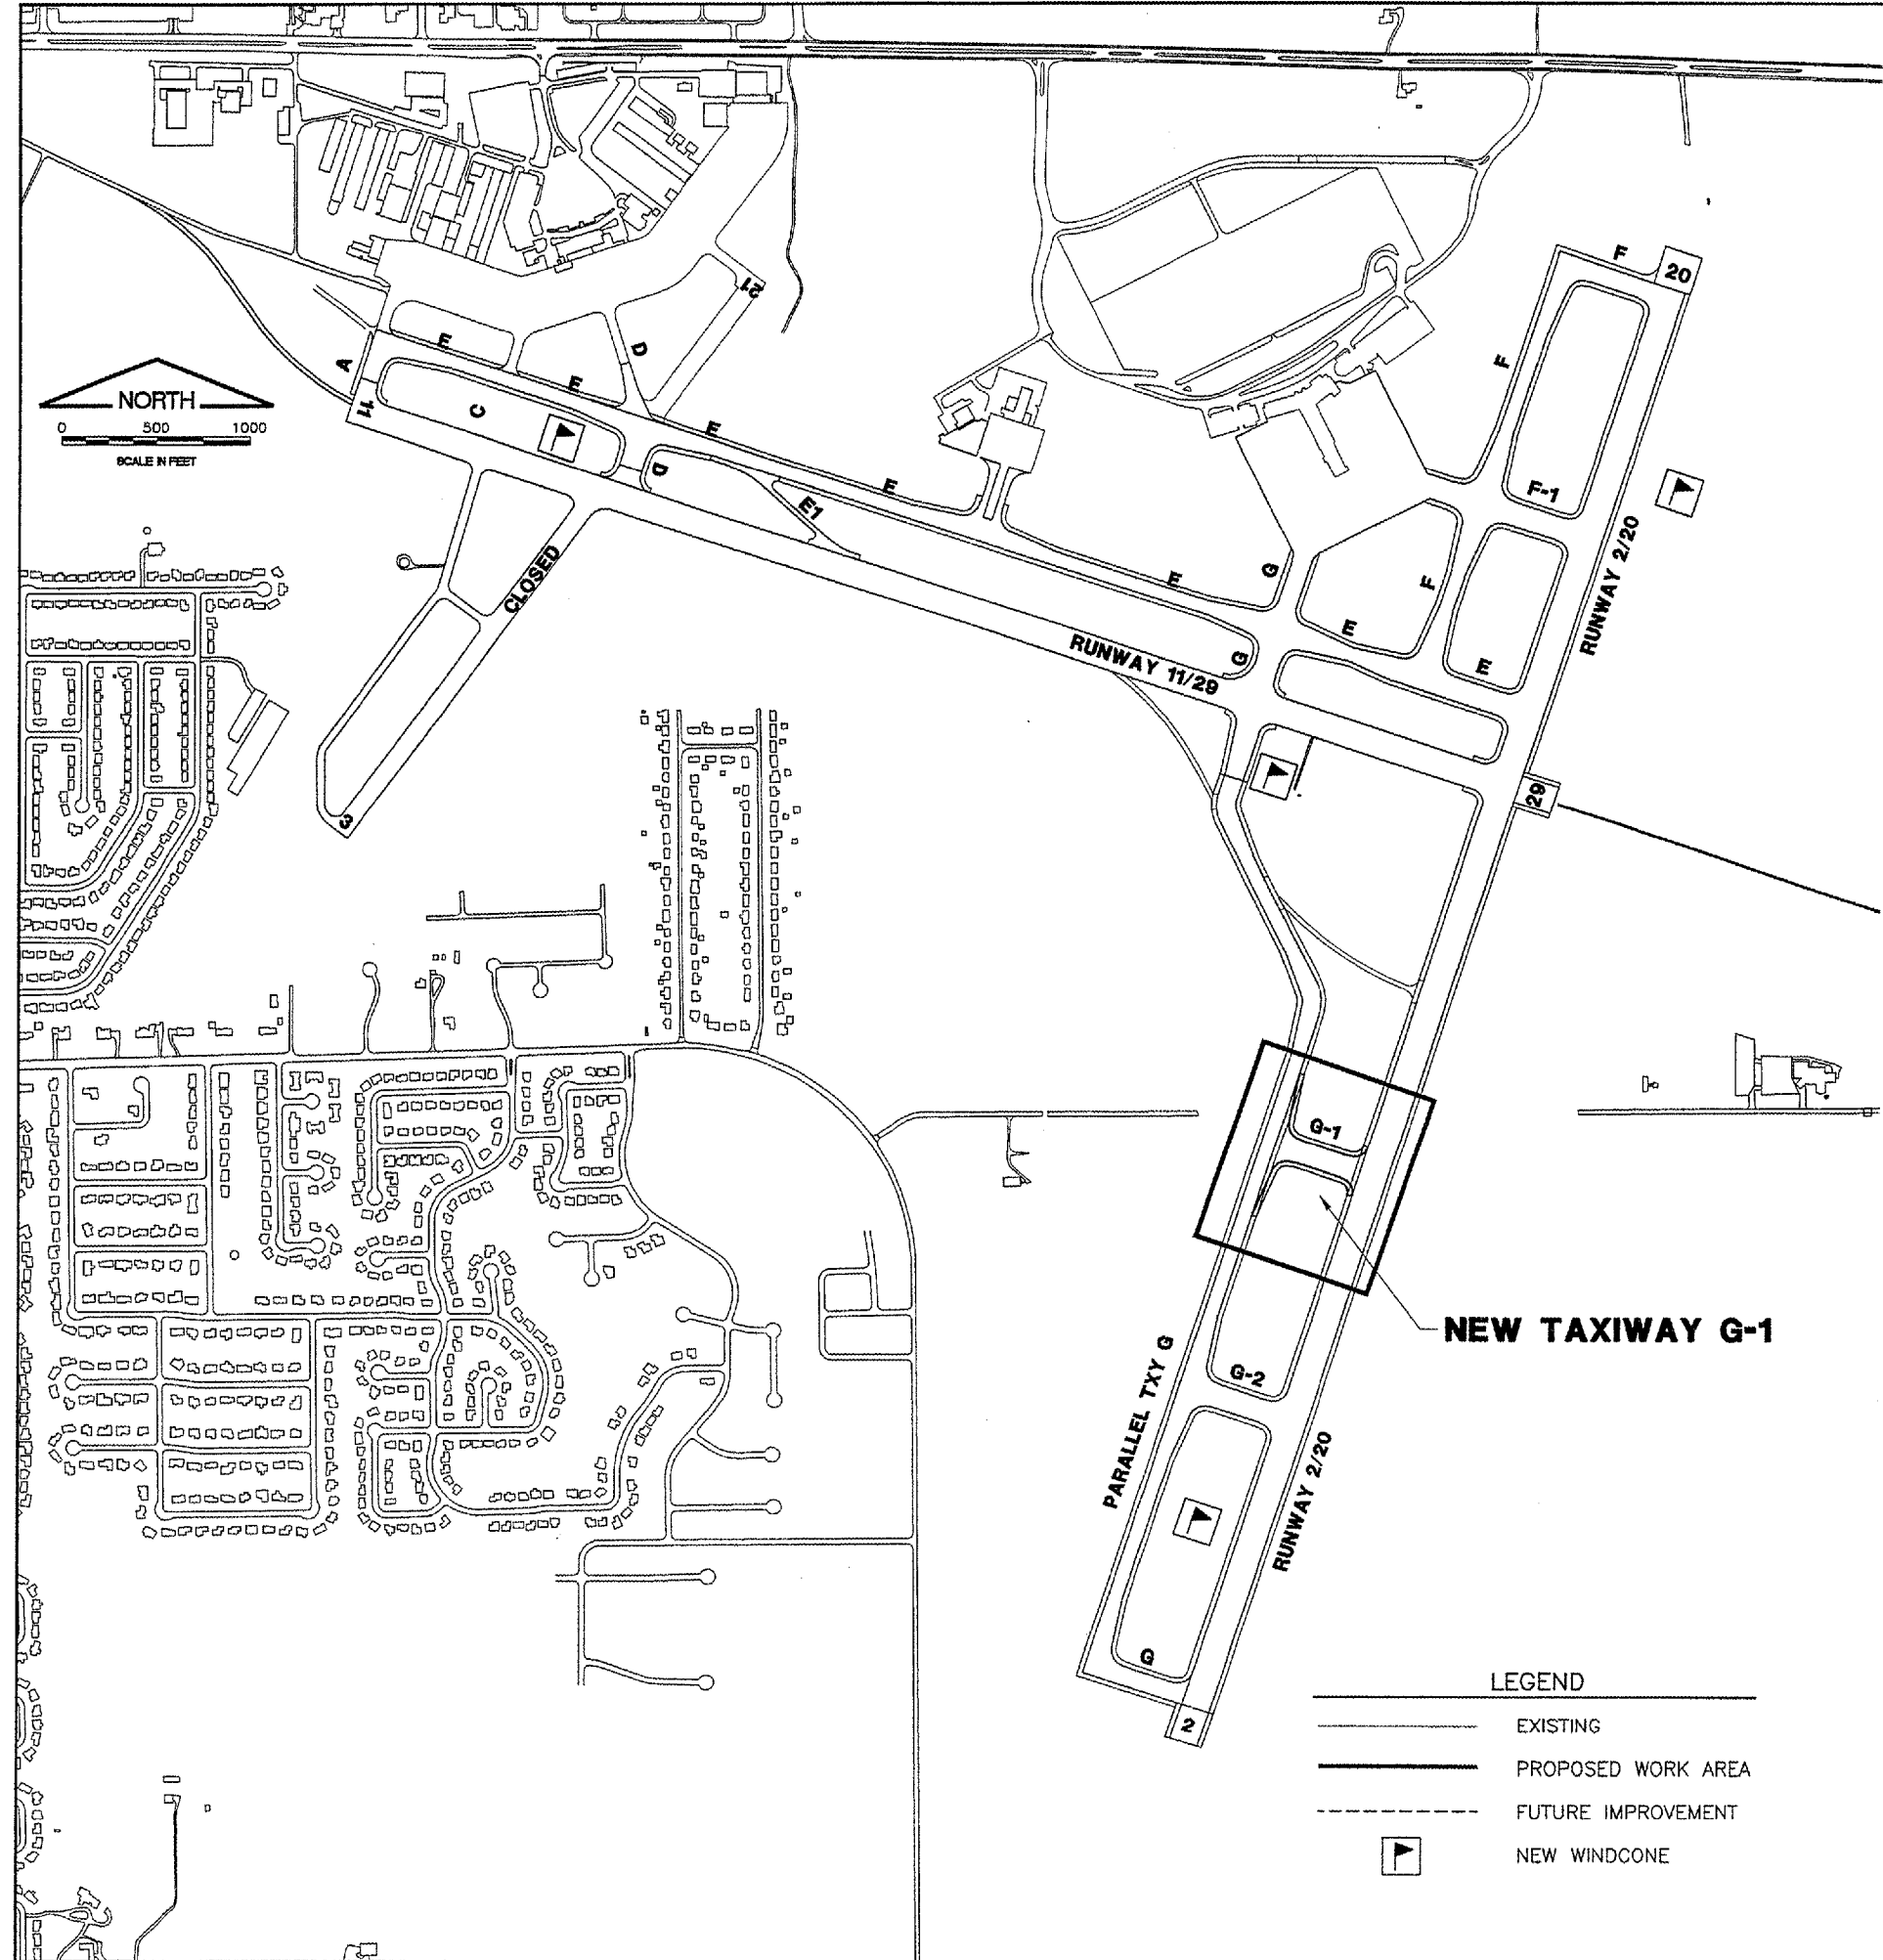 F
20
21
F
E
D
A
E
NORTH
11
C
E
0 500 1000
SCALE IN FEET
D
E
E1
F-1
RUNWAY 2/20
CLOSED
E
G
F
E
RUNWAY 11/29
G
E
29
3
G-1
NEW TAXIWAY G-1
G-2
PARALLEL TXY G
RUNWAY 2/20
G
2
LEGEND
EXISTING
PROPOSED WORK AREA
FUTURE IMPROVEMENT
NEW WINDCONE